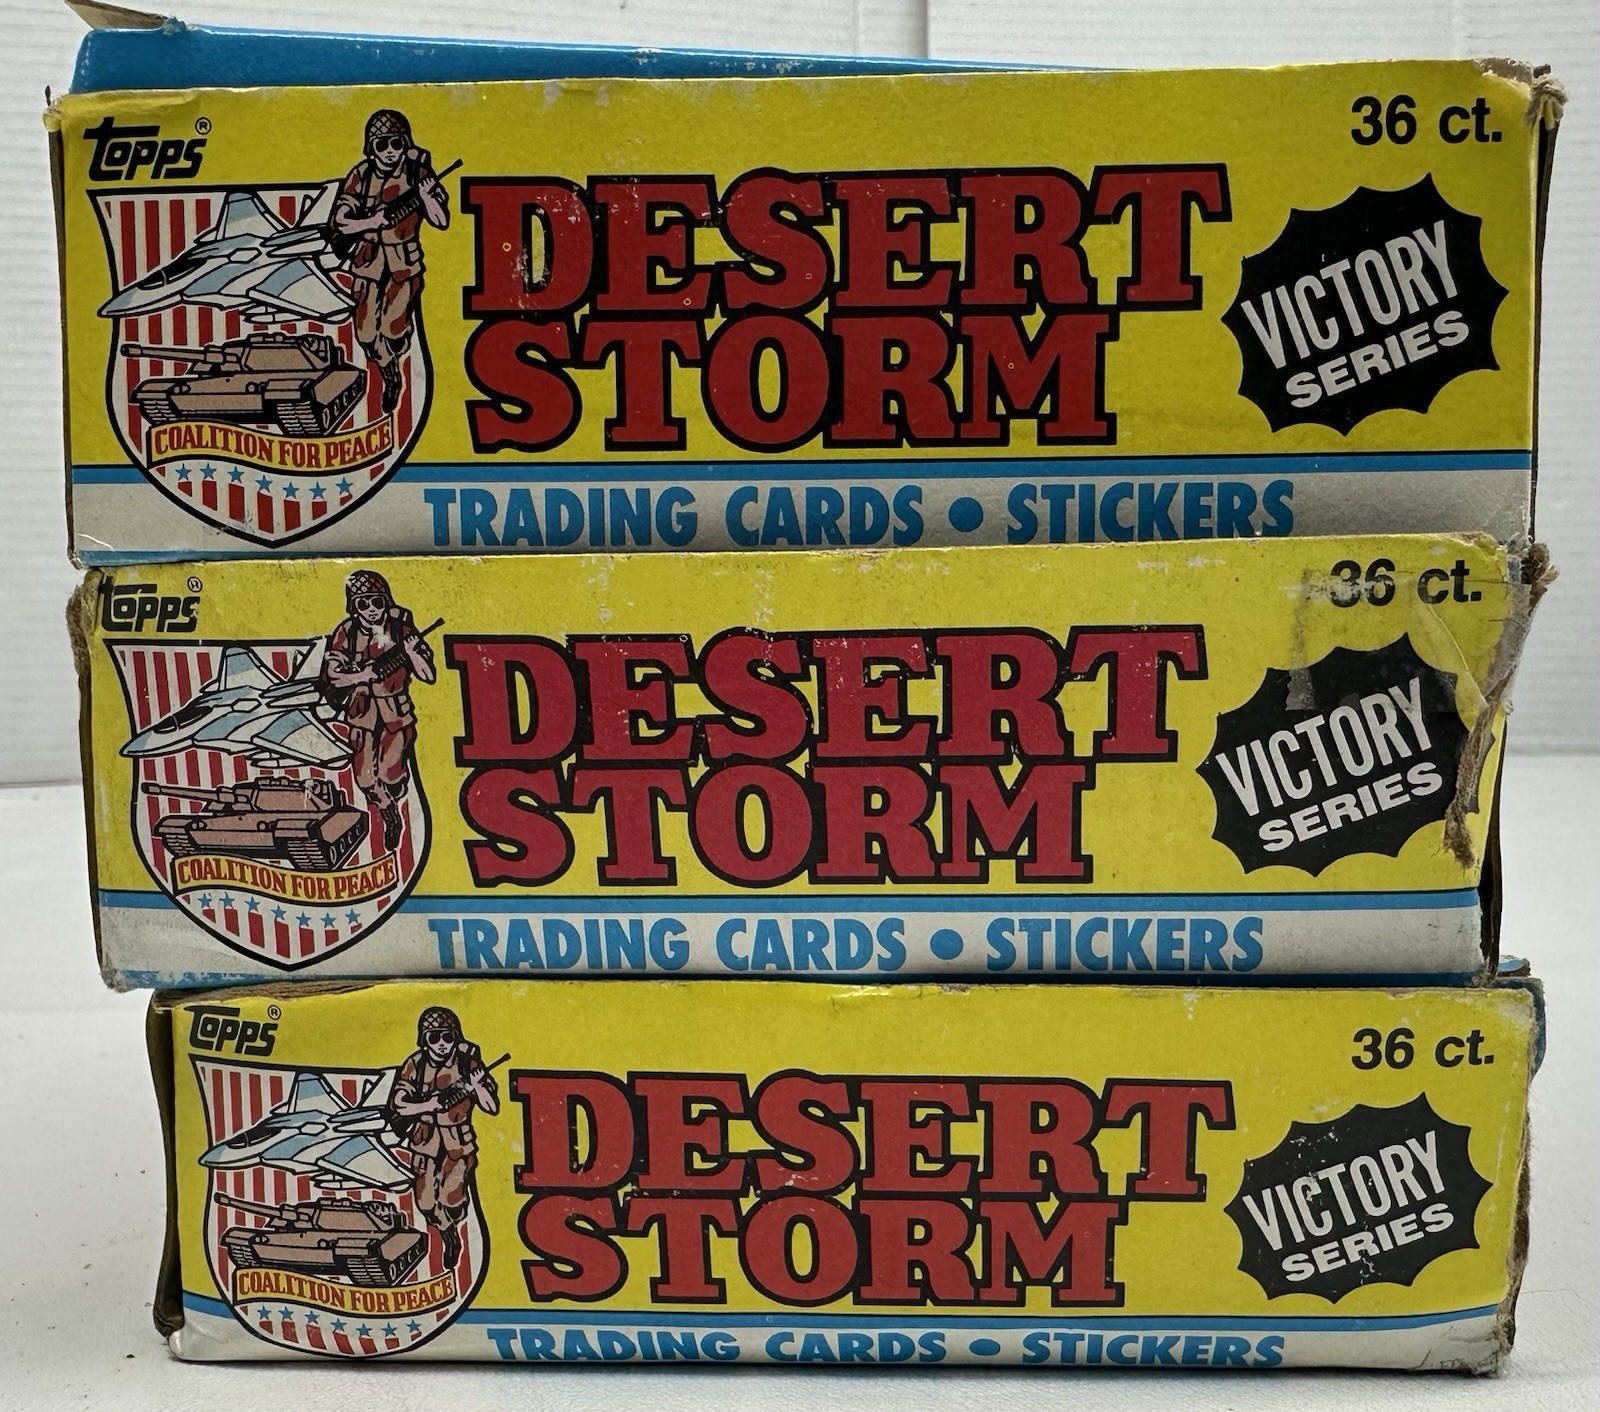 topps®
36 ct.
DESERT
STORM
VICTORY
SERIES
COALITION FOR PEACE
TRADING CARDS • STICKERS
topps®
36 ct.
DESERT
STORM
VICTORY
SERIES
COALITION FOR PEACE
TRADING CARDS • STICKERS
topps®
36 ct.
DESERT
STORM
VICTORY
SERIES
COALITION FOR PEACE
TRADING CARDS • STICKERS